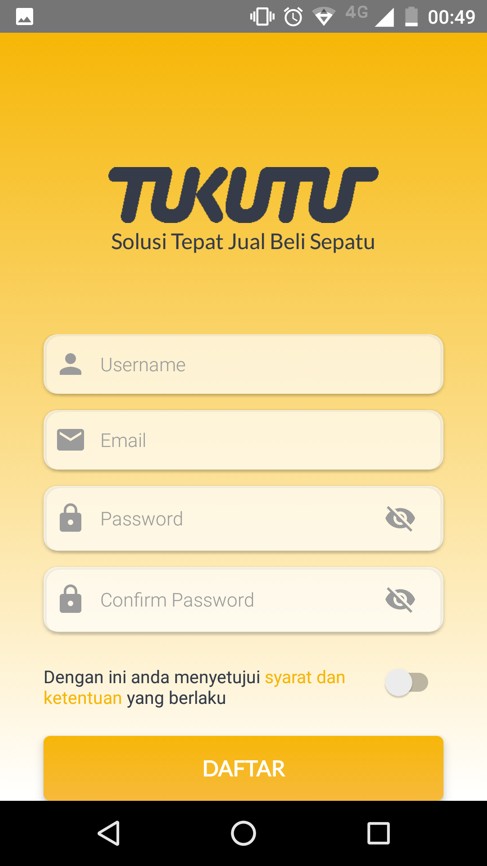 4G 00:49
TUKUTU
Solusi Tepat Jual Beli Sepatu
Username
Email
Password
Confirm Password
Dengan ini anda menyetujui syarat dan
ketentuan yang berlaku
DAFTAR